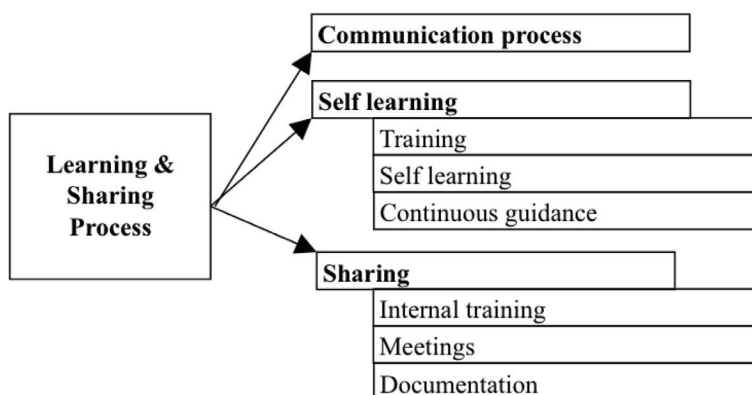 Communication process
Self learning
Training
Learning &
Sharing
Process
Self learning
Continuous guidance
Sharing
Internal training
Meetings
Documentation